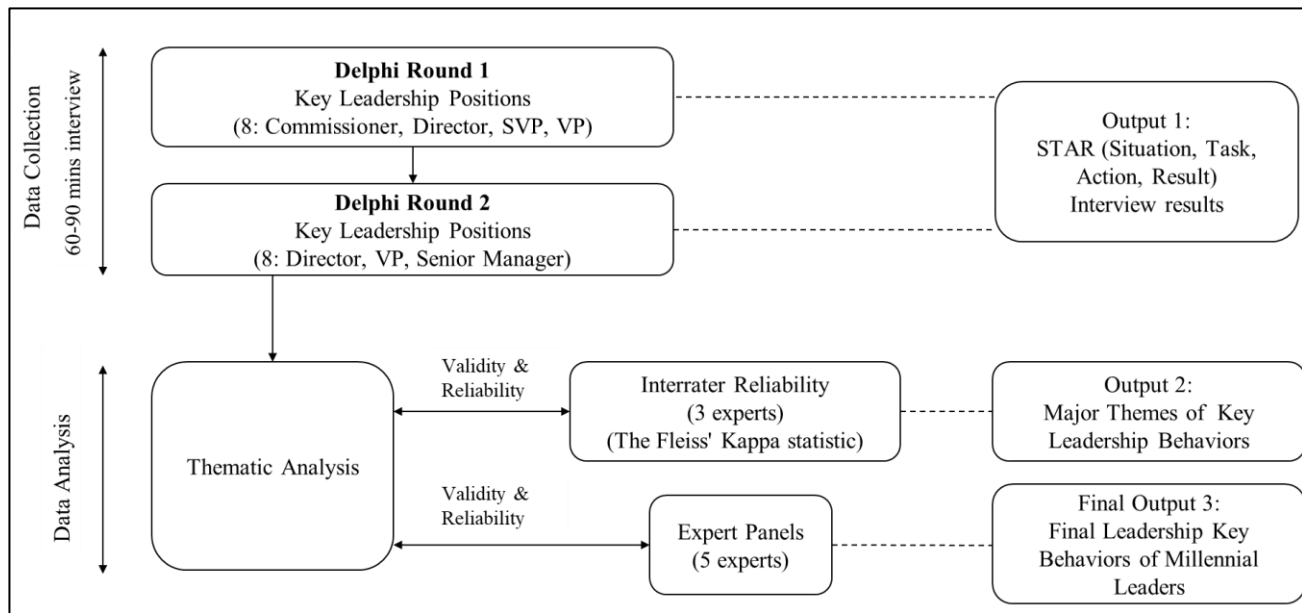 Data Collection
60-90 mins interview
Delphi Round 1
Key Leadership Positions
(8: Commissioner, Director, SVP, VP)
Delphi Round 2
Key Leadership Positions
(8: Director, VP, Senior Manager)
Output 1:
STAR (Situation, Task,
Action, Result)
Interview results
Data Analysis
Thematic Analysis
Validity &
Reliability
Interrater Reliability
(3 experts)
(The Fleiss' Kappa statistic)
Output 2:
Major Themes of Key
Leadership Behaviors
Validity &
Reliability
Expert Panels
(5 experts)
Final Output 3:
Final Leadership Key
Behaviors of Millennial
Leaders